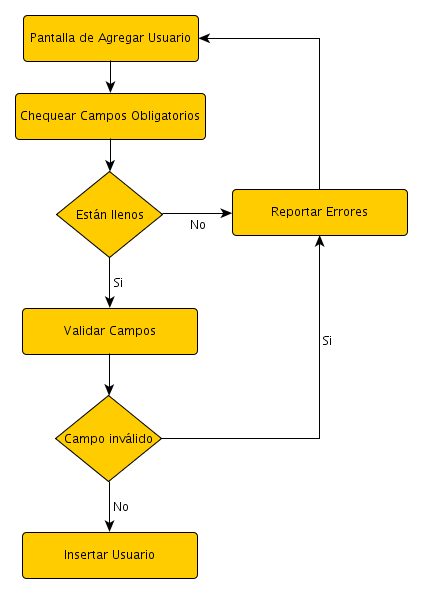 Pantalla de Agregar Usuario
Chequear Campos Obligatorios
Están llenos
No
Reportar Errores
Si
Validar Campos
Si
Campo inválido
No
Insertar Usuario